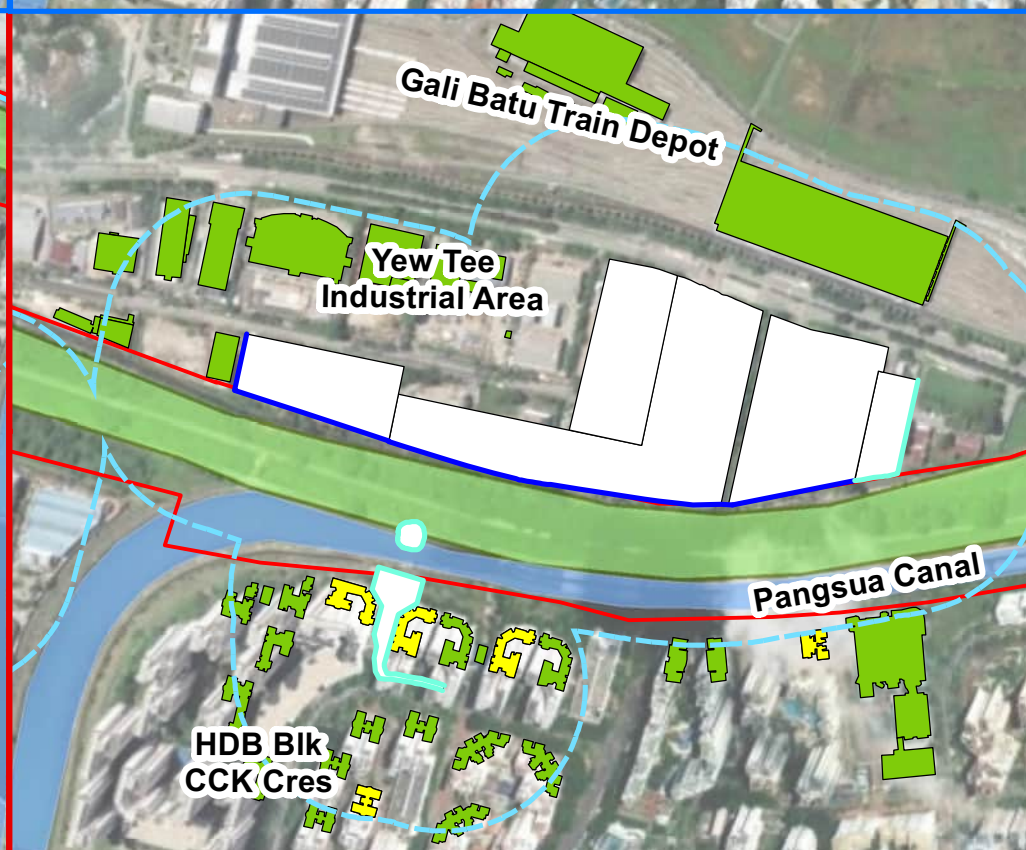 Gali Batu Train Depot
Yew Tee
Industrial Area
Pangsua Canal
HDB Blk
CCK Cres